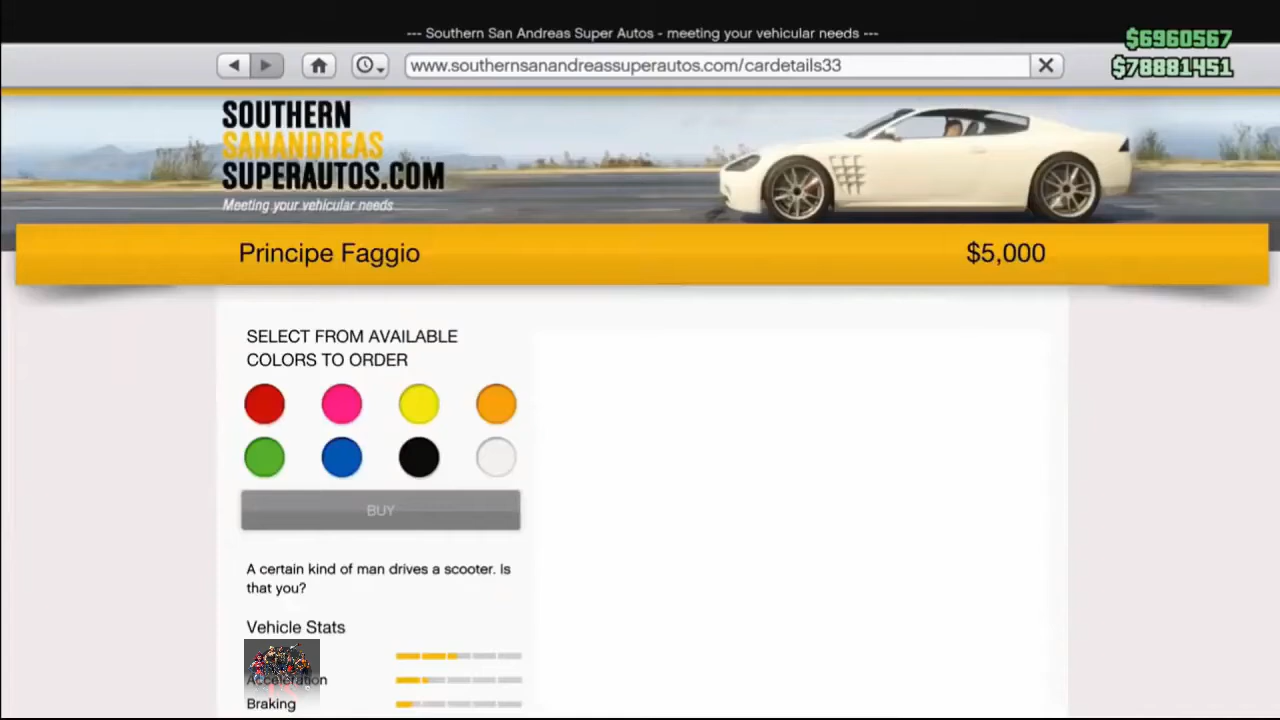 --- Southern San Andreas Super Autos - meeting your vehicular needs ---
$6960567
www.southernsanandreassuperautos.com/cardetails33
$78881451
SOUTHERN
SANANDREAS
SUPERAUTOS.COM
Meeting your vehicular needs
Principe Faggio $5,000
SELECT FROM AVAILABLE
COLORS TO ORDER
BUY
A certain kind of man drives a scooter. Is
that you?
Vehicle Stats
Acceleration
Braking